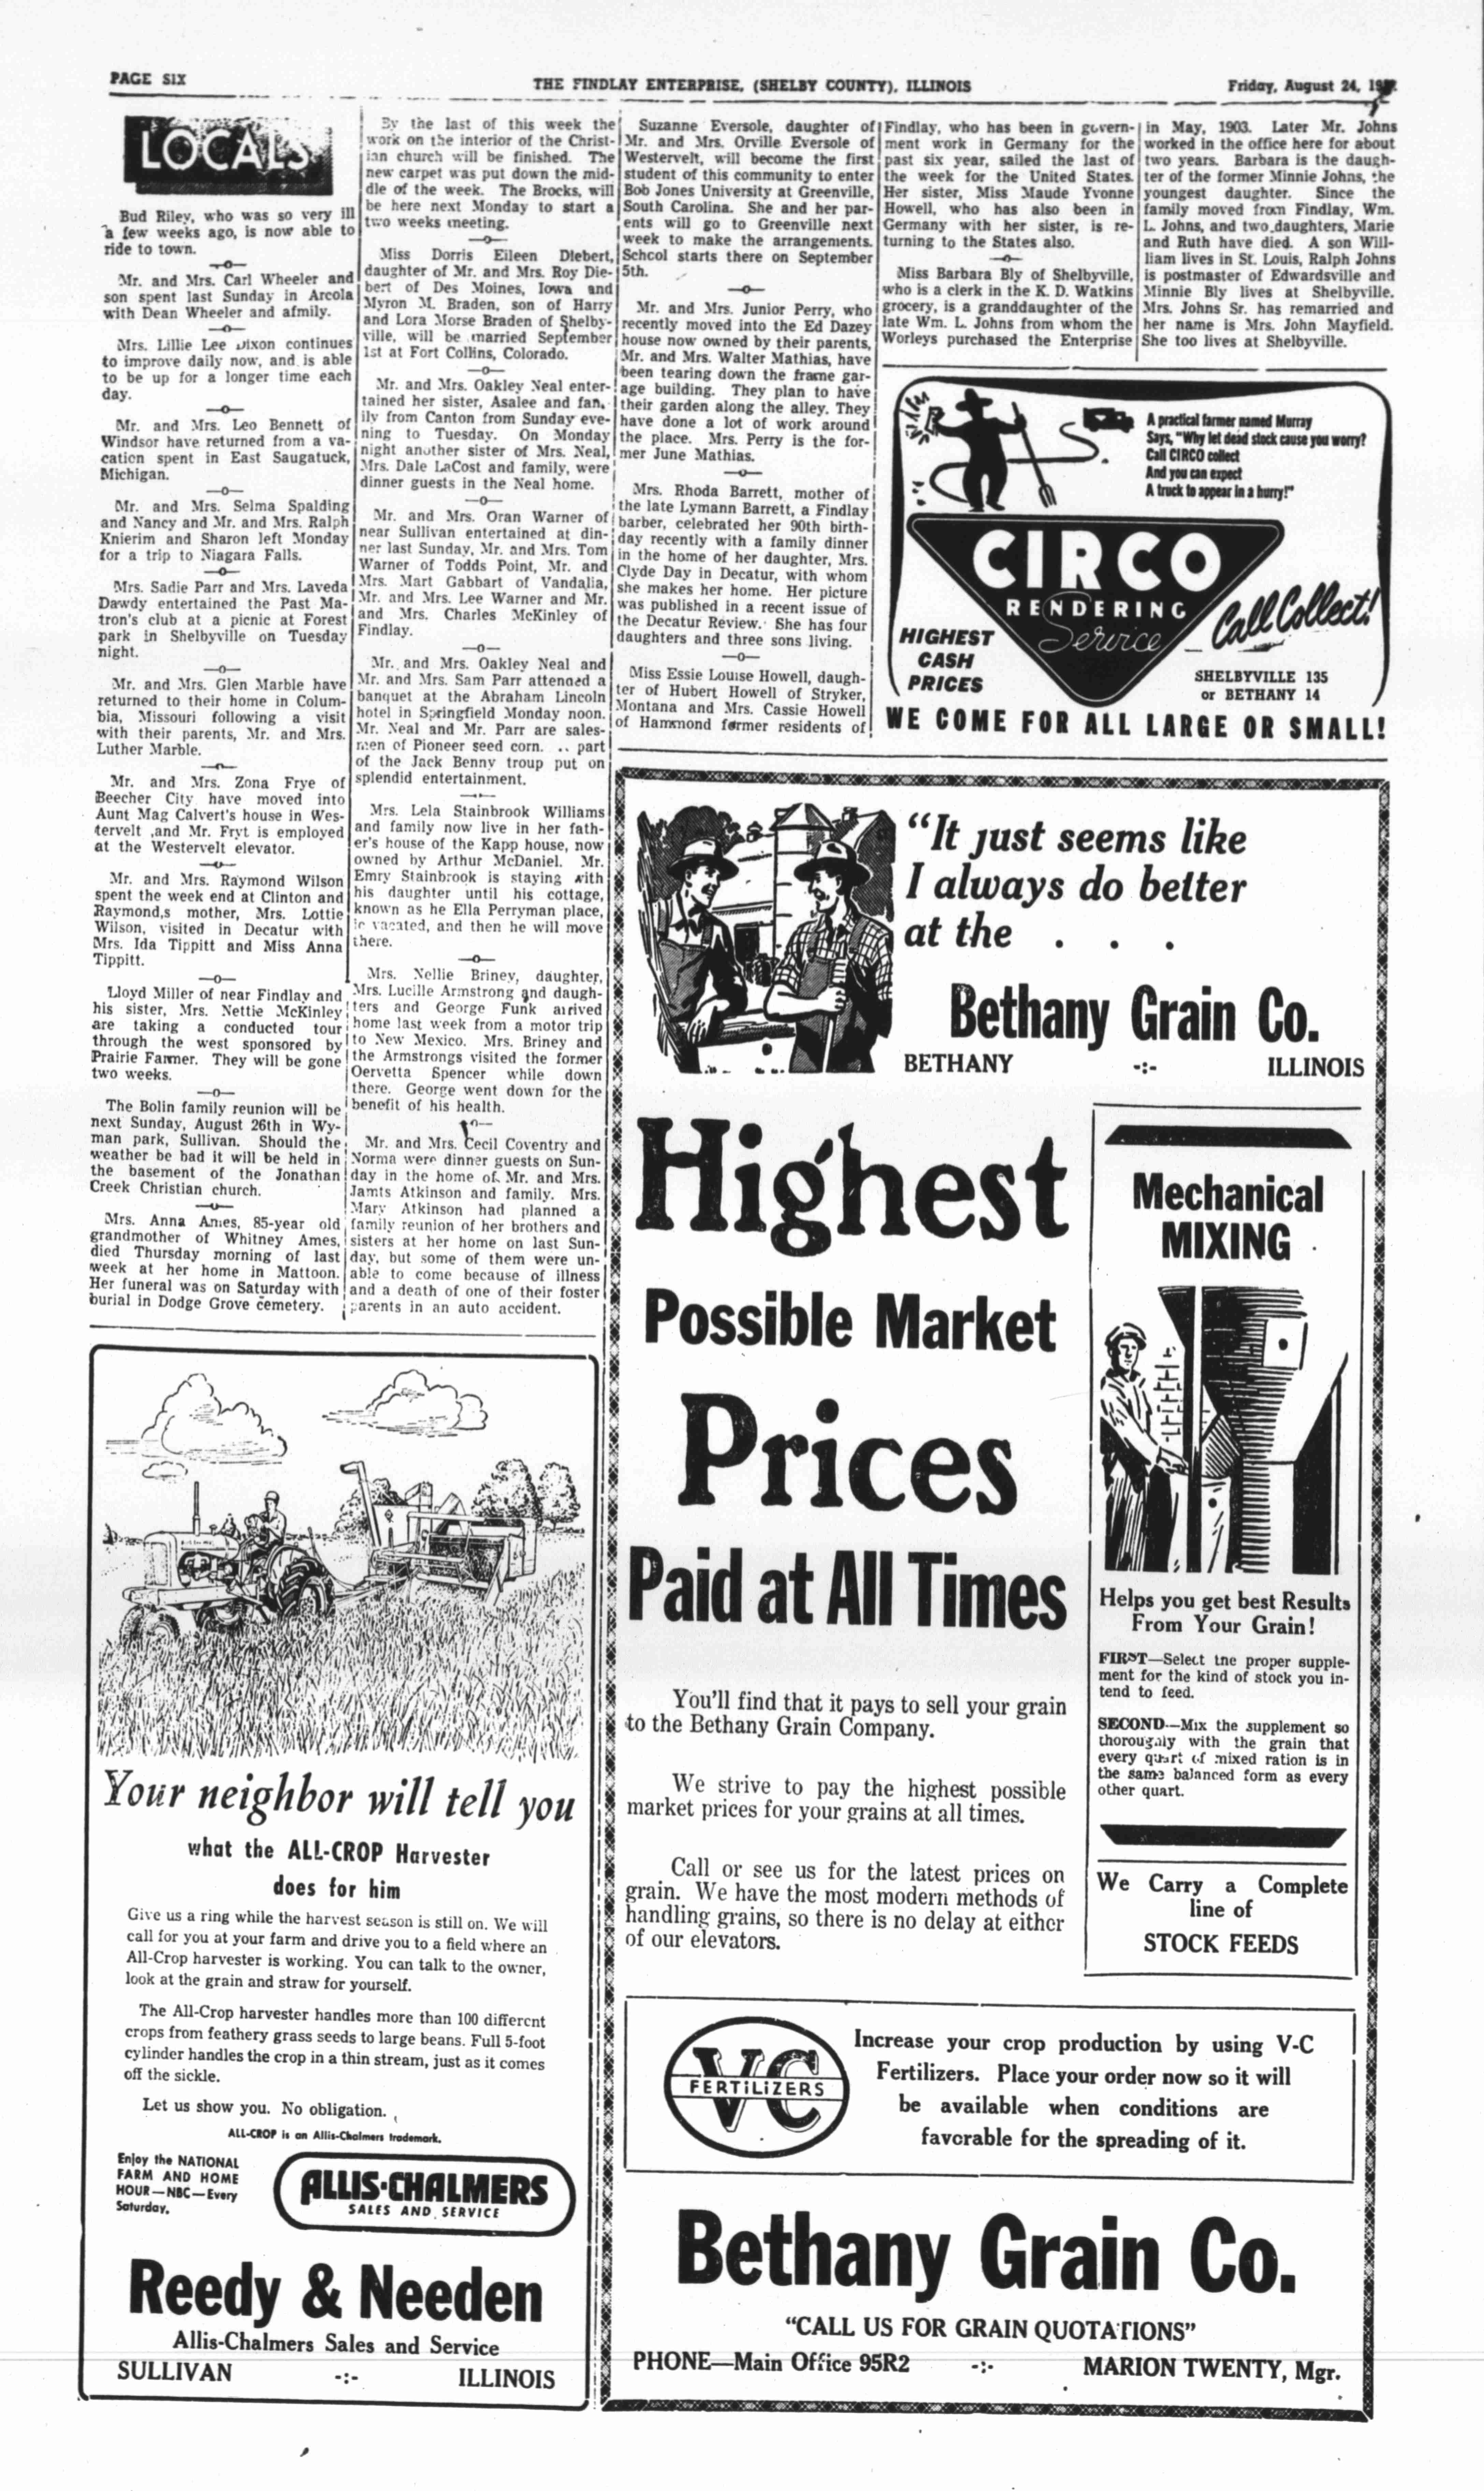 PAGE SIX
THE FINDLAY ENTERPRISE, (SHELBY COUNTY), ILLINOIS
Friday, August 24,
LOCALS
Bud Riley, who was so very ill
a few weeks ago, is now able to
ride to town.
—o—
Mr. and Mrs. Carl Wheeler and
son spent last Sunday in Arcola
with Dean Wheeler and afmily.
—o—
Mrs. Lillie Lee Dixon continues
to improve daily now, and is able
to be up for a longer time each
day.
—o—
Mr. and Mrs. Leo Bennett of
Windsor have returned from a va-
cation spent in East Saugatuck,
Michigan.
—o—
Mr. and Mrs. Selma Spalding
and Nancy and Mr. and Mrs. Ralph
Knierim and Sharon left Monday
for a trip to Niagara Falls.
—o—
Mrs. Sadie Parr and Mrs. Laveda
Dawdy entertained the Past Ma-
tron's club at a picnic at Forest
park in Shelbyville on Tuesday
night.
—o—
Mr. and Mrs. Glen Marble have
returned to their home in Colum-
bia, Missouri following a visit
with their parents, Mr. and Mrs.
Luther Marble.
—o—
Mr. and Mrs. Zona Frye of
Beecher City have moved into
Aunt Mag Calvert's house in Wes-
tervelt ,and Mr. Fryt is employed
at the Westervelt elevator.
—o—
Mr. and Mrs. Raymond Wilson
spent the week end at Clinton and
Raymond,s mother, Mrs. Lottie
Wilson, visited in Decatur with
Mrs. Ida Tippitt and Miss Anna
Tippitt.
—o—
Lloyd Miller of near Findlay and
his sister, Mrs. Nettie McKinley
are taking a conducted tour
through the west sponsored by
Prairie Farmer. They will be gone
two weeks.
—o—
The Bolin family reunion will be
next Sunday, August 26th in Wy-
man park, Sullivan. Should the
weather be bad it will be held in
the basement of the Jonathan
Creek Christian church.
—o—
Mrs. Anna Ames, 85-year old
grandmother of Whitney Ames,
died Thursday morning of last
week at her home in Mattoon.
Her funeral was on Saturday with
burial in Dodge Grove cemetery.
By the last of this week the
work on the interior of the Christ-
ian church will be finished. The
new carpet was put down the mid-
dle of the week. The Brocks, will
be here next Monday to start a
two weeks meeting.
—o—
Miss Dorris Eileen Diebert,
daughter of Mr. and Mrs. Roy Die-
bert of Des Moines, Iowa and
Myron M. Braden, son of Harry
and Lora Morse Braden of Shelby-
ville, will be married September
1st at Fort Collins, Colorado.
—o—
Mr. and Mrs. Oakley Neal enter-
tained her sister, Asalee and fam-
ily from Canton from Sunday eve-
ning to Tuesday. On Monday
night another sister of Mrs. Neal,
Mrs. Dale LaCost and family, were
dinner guests in the Neal home.
—o—
Mr. and Mrs. Oran Warner of
near Sullivan entertained at din-
ner last Sunday, Mr. and Mrs. Tom
Warner of Todds Point, Mr. and
Mrs. Mart Gabbart of Vandalia,
Mr. and Mrs. Lee Warner and Mr.
and Mrs. Charles McKinley of
Findlay.
—o—
Mr. and Mrs. Oakley Neal and
Mr. and Mrs. Sam Parr attended a
banquet at the Abraham Lincoln
hotel in Springfield Monday noon.
Mr. Neal and Mr. Parr are sales-
men of Pioneer seed corn. part
of the Jack Benny troup put on
splendid entertainment.
Mrs. Lela Stainbrook Williams
and family now live in her fath-
er's house of the Kapp house, now
owned by Arthur McDaniel. Mr.
Emry Stainbrook is staying with
his daughter until his cottage,
known as he Ella Perryman place,
is vacated, and then he will move
there.
—o—
Mrs. Nellie Briney, daughter,
Mrs. Lucille Armstrong and daugh-
ters and George Funk arrived
home last week from a motor trip
to New Mexico. Mrs. Briney and
the Armstrongs visited the former
Oervetta Spencer while down
there. George went down for the
benefit of his health.
—o—
Mr. and Mrs. Cecil Coventry and
Norma were dinner guests on Sun-
day in the home of Mr. and Mrs.
Jamts Atkinson and family. Mrs.
Mary Atkinson had planned a
family reunion of her brothers and
sisters at her home on last Sun-
day, but some of them were un-
able to come because of illness
and a death of one of their foster
parents in an auto accident.
Suzanne Eversole, daughter of
Mr. and Mrs. Orville Eversole of
Westervelt, will become the first
student of this community to enter
Bob Jones University at Greenville,
South Carolina. She and her par-
ents will go to Greenville next
week to make the arrangements.
School starts there on September
5th.
—o—
Mr. and Mrs. Junior Perry, who
recently moved into the Ed Dazey
house now owned by their parents,
Mr. and Mrs. Walter Mathias, have
been tearing down the frame gar-
age building. They plan to have
their garden along the alley. They
have done a lot of work around
the place. Mrs. Perry is the for-
mer June Mathias.
—o—
Mrs. Rhoda Barrett, mother of
the late Lymann Barrett, a Findlay
barber, celebrated her 90th birth-
day recently with a family dinner
in the home of her daughter, Mrs.
Clyde Day in Decatur, with whom
she makes her home. Her picture
was published in a recent issue of
the Decatur Review. She has four
daughters and three sons living.
—o—
Miss Essie Louise Howell, daugh-
ter of Hubert Howell of Stryker,
Montana and Mrs. Cassie Howell
of Hammond former residents of
Findlay, who has been in govern-
ment work in Germany for the
past six year, sailed the last of
the week for the United States.
Her sister, Miss Maude Yvonne
Howell, who has also been in
Germany with her sister, is re-
turning to the States also.
—o—
Miss Barbara Bly of Shelbyville,
who is a clerk in the K. D. Watkins
grocery, is a granddaughter of the
late Wm. L. Johns from whom the
Worleys purchased the Enterprise
in May, 1903. Later Mr. Johns
worked in the office here for about
two years. Barbara is the daugh-
ter of the former Minnie Johns, the
youngest daughter. Since the
family moved from Findlay, Wm.
L. Johns, and two daughters, Marie
and Ruth have died. A son Will-
liam lives in St. Louis, Ralph Johns
is postmaster of Edwardsville and
Minnie Bly lives at Shelbyville.
Mrs. Johns Sr. has remarried and
her name is Mrs. John Mayfield.
She too lives at Shelbyville.
A practical farmer named Murray
Says, "Why let dead stock cause you worry?
Call CIRCO collect
And you can expect
A truck to appear in a hurry!"
CIRCO
RENDERING
Service
Call Collect!
HIGHEST
CASH
PRICES
SHELBYVILLE 135
or BETHANY 14
WE COME FOR ALL LARGE OR SMALL!
"It just seems like
I always do better
at the . . .
Bethany Grain Co.
BETHANY -:- ILLINOIS
Highest
Possible Market
Prices
Paid at All Times
You'll find that it pays to sell your grain
to the Bethany Grain Company.
We strive to pay the highest possible
market prices for your grains at all times.
Call or see us for the latest prices on
grain. We have the most modern methods of
handling grains, so there is no delay at either
of our elevators.
Mechanical
MIXING
Helps you get best Results
From Your Grain!
FIRST—Select the proper supple-
ment for the kind of stock you in-
tend to feed.
SECOND—Mix the supplement so
thoroughly with the grain that
every quart of mixed ration is in
the same balanced form as every
other quart.
We Carry a Complete
line of
STOCK FEEDS
VC
FERTILIZERS
Increase your crop production by using V-C
Fertilizers. Place your order now so it will
be available when conditions are
favorable for the spreading of it.
Bethany Grain Co.
"CALL US FOR GRAIN QUOTATIONS"
PHONE—Main Office 95R2 -:- MARION TWENTY, Mgr.
Your neighbor will tell you
what the ALL-CROP Harvester
does for him
Give us a ring while the harvest season is still on. We will
call for you at your farm and drive you to a field where an
All-Crop harvester is working. You can talk to the owner,
look at the grain and straw for yourself.
The All-Crop harvester handles more than 100 different
crops from feathery grass seeds to large beans. Full 5-foot
cylinder handles the crop in a thin stream, just as it comes
off the sickle.
Let us show you. No obligation.
ALL-CROP is an Allis-Chalmers trademark.
Enjoy the NATIONAL
FARM AND HOME
HOUR—NBC—Every
Saturday.
ALLIS-CHALMERS
SALES AND SERVICE
Reedy & Needen
Allis-Chalmers Sales and Service
SULLIVAN -:- ILLINOIS